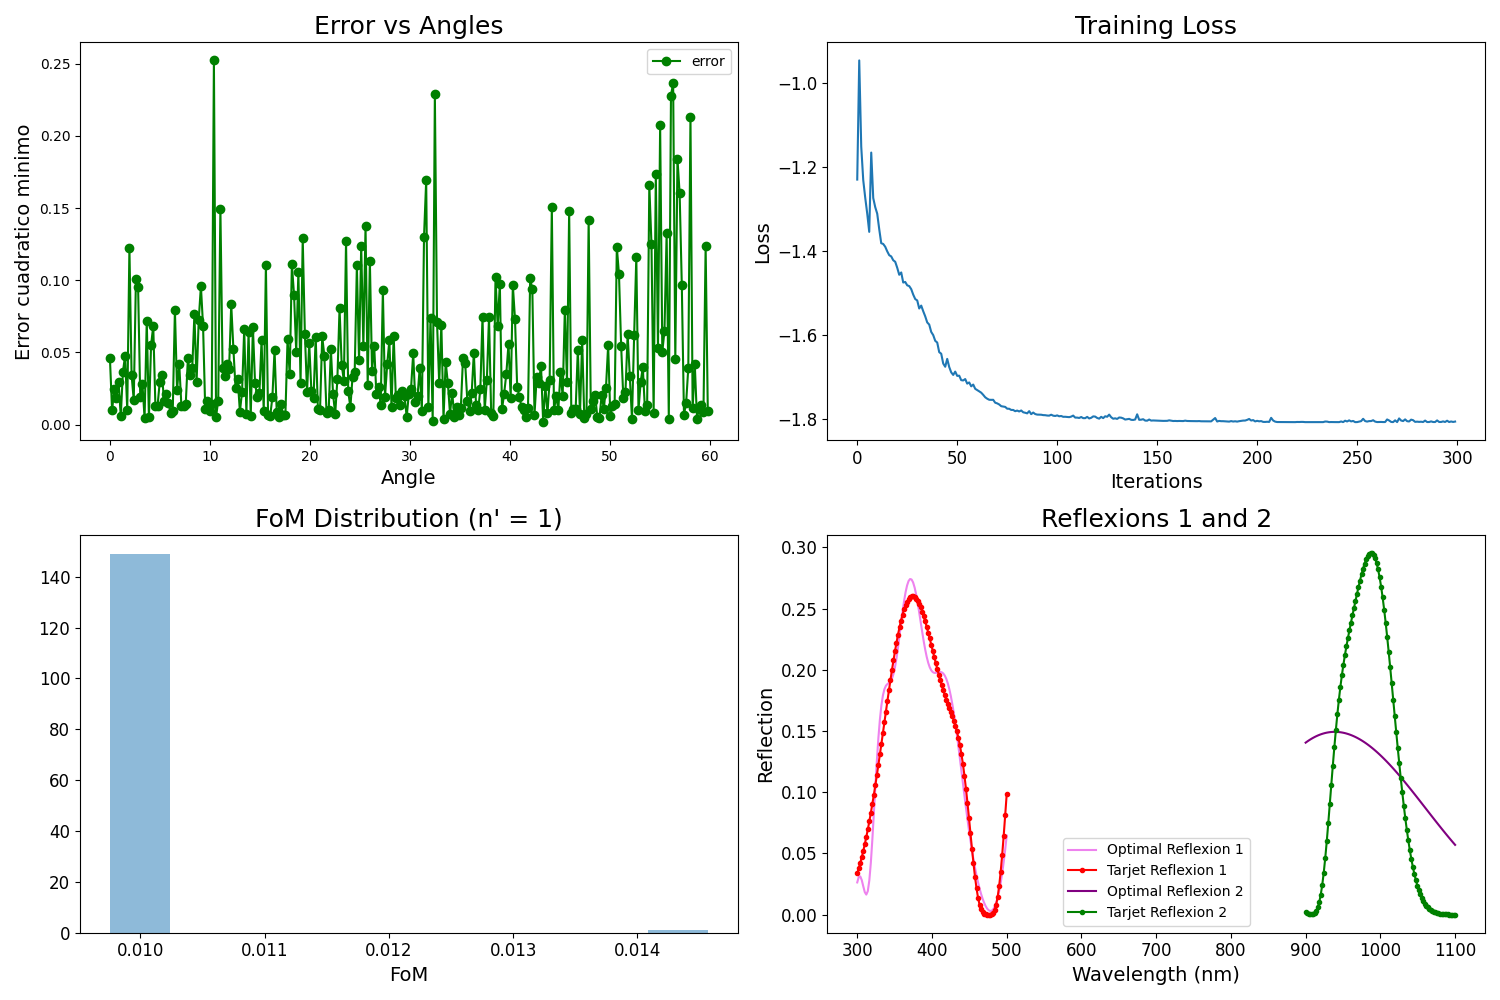 Error vs Angles
error
Error cuadratico minimo
0.25
0.20
0.15
0.10
0.05
0.00
0 10 20 30 40 50 60
Angle
Training Loss
Loss
−1.0
−1.2
−1.4
−1.6
−1.8
0 50 100 150 200 250 300
Iterations
FoM Distribution (n' = 1)
140
120
100
80
60
40
20
0
0.010 0.011 0.012 0.013 0.014
FoM
Reflexions 1 and 2
Reflection
0.30
0.25
0.20
0.15
0.10
0.05
0.00
Optimal Reflexion 1
Tarjet Reflexion 1
Optimal Reflexion 2
Tarjet Reflexion 2
300 400 500 600 700 800 900 1000 1100
Wavelength (nm)